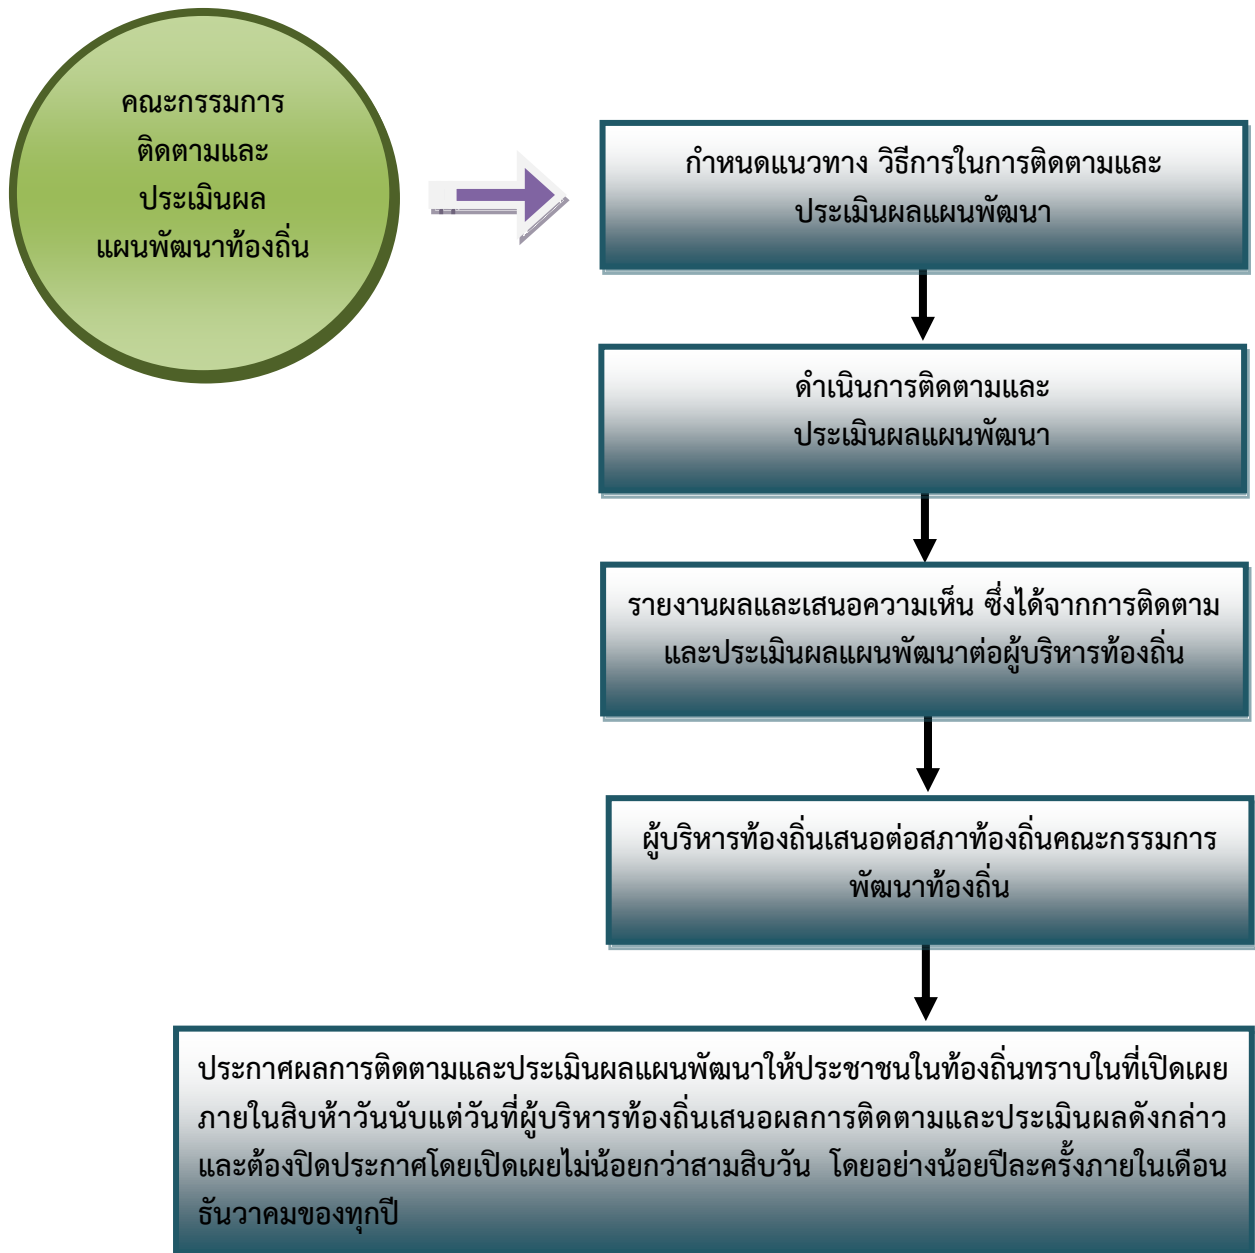 คณะกรรมการ
ติดตามและ
ประเมินผล
แผนพัฒนาท้องถิ่น
กำหนดแนวทาง วิธีการในการติดตามและ
ประเมินผลแผนพัฒนา
ดำเนินการติดตามและ
ประเมินผลแผนพัฒนา
รายงานผลและเสนอความเห็น ซึ่งได้จากการติดตาม
และประเมินผลแผนพัฒนาต่อผู้บริหารท้องถิ่น
ผู้บริหารท้องถิ่นเสนอต่อสภาท้องถิ่นคณะกรรมการ
พัฒนาท้องถิ่น
ประกาศผลการติดตามและประเมินผลแผนพัฒนาให้ประชาชนในท้องถิ่นทราบในที่เปิดเผย
ภายในสิบห้าวันนับแต่วันที่ผู้บริหารท้องถิ่นเสนอผลการติดตามและประเมินผลดังกล่าว
และต้องปิดประกาศโดยเปิดเผยไม่น้อยกว่าสามสิบวัน โดยอย่างน้อยปีละครั้งภายในเดือน
ธันวาคมของทุกปี